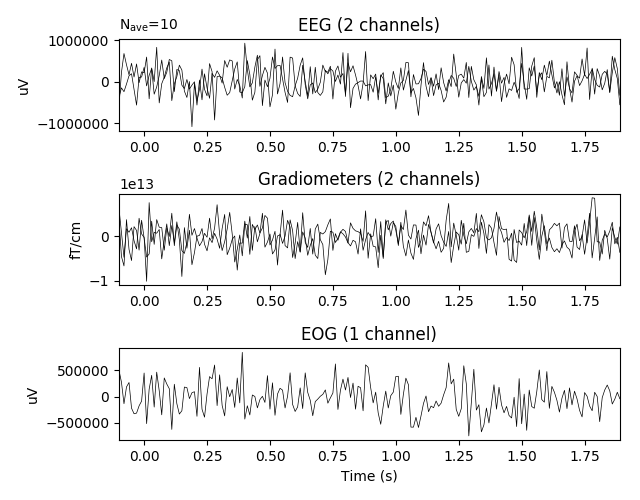 N_ave=10
EEG (2 channels)
1000000
0
−1000000
uV
0.00 0.25 0.50 0.75 1.00 1.25 1.50 1.75
1e13
Gradiometers (2 channels)
0
−1
fT/cm
0.00 0.25 0.50 0.75 1.00 1.25 1.50 1.75
EOG (1 channel)
500000
0
−500000
uV
0.00 0.25 0.50 0.75 1.00 1.25 1.50 1.75
Time (s)